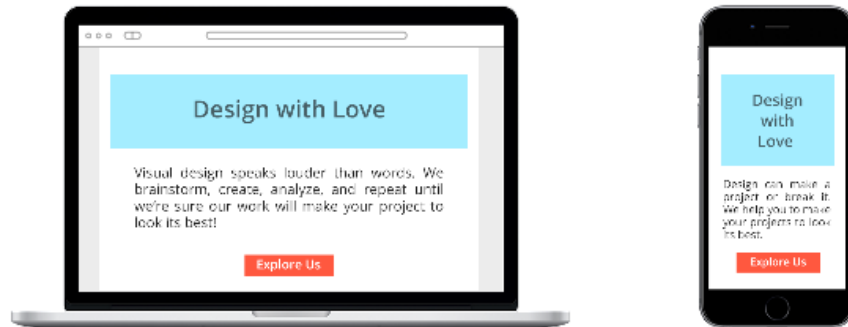 Design with Love
Visual design speaks louder than words. We
brainstorm, create, analyze, and repeat until
we're sure our work will make your project to
look its best!
Explore Us
Design
with
Love
Design can make a
project or break it.
We help you to make
your projects to look
its best.
Explore Us